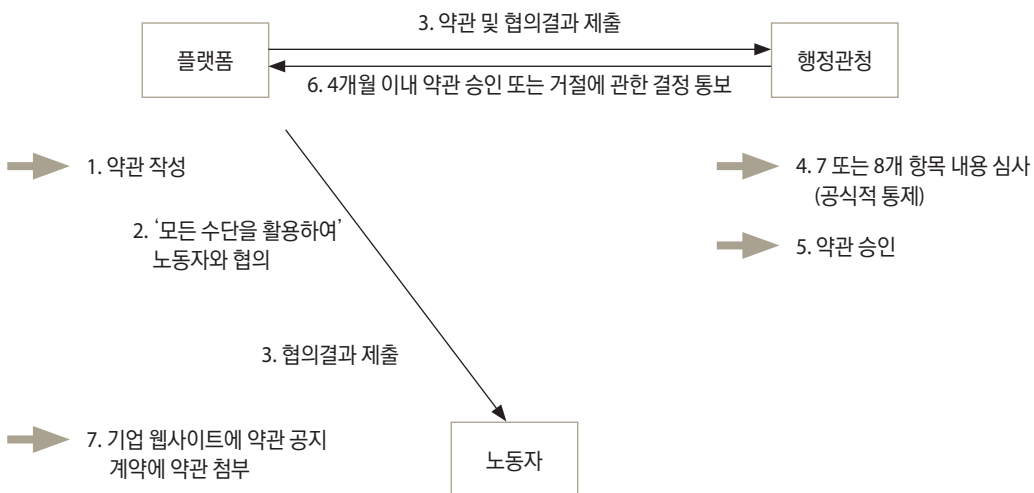 3. 약관 및 협의결과 제출
플랫폼
행정관청
6. 4개월 이내 약관 승인 또는 거절에 관한 결정 통보
1. 약관 작성
4. 7 또는 8개 항목 내용 심사
(공식적 통제)
2. ‘모든 수단을 활용하여’
노동자와 협의
5. 약관 승인
3. 협의결과 제출
7. 기업 웹사이트에 약관 공지
계약에 약관 첨부
노동자